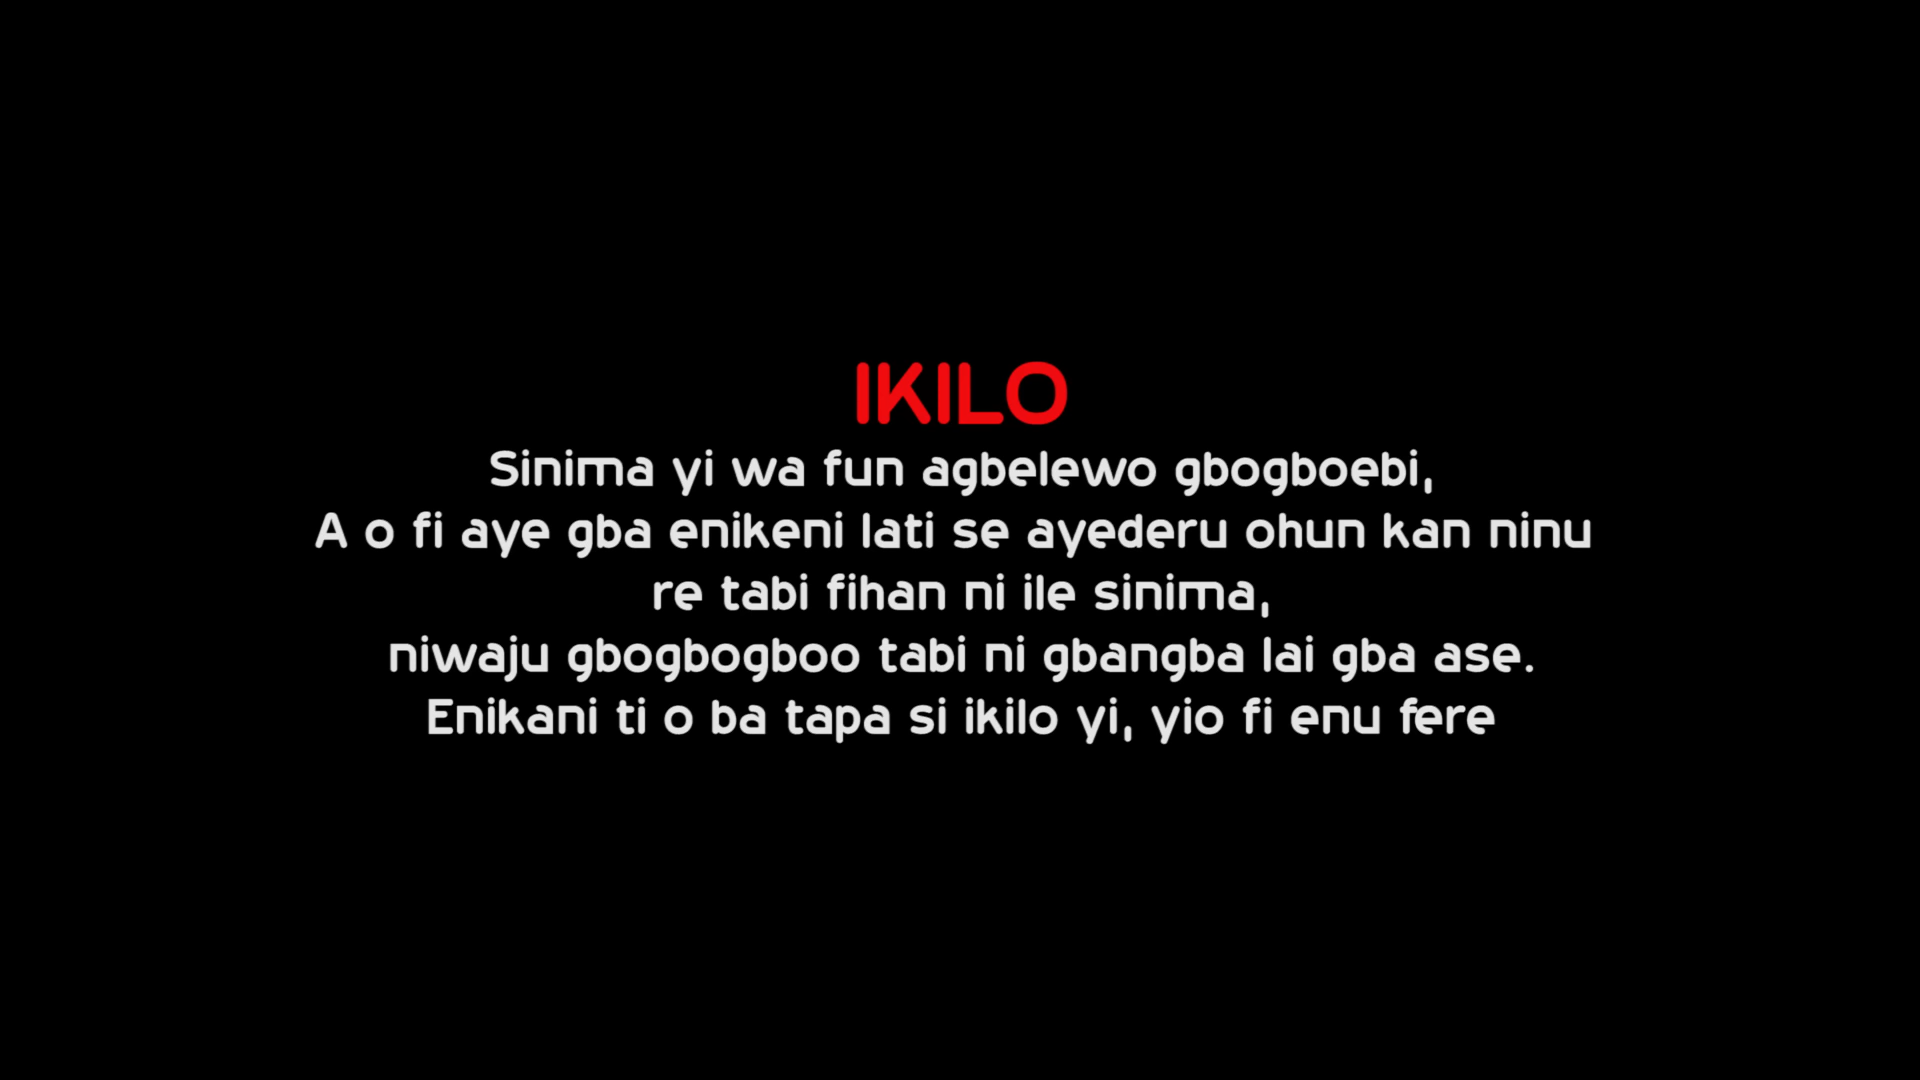 IKILO
Sinima yi wa fun agbelewo gbogboebi,
A o fi aye gba enikeni lati se ayederu ohun kan ninu
re tabi fihan ni ile sinima,
niwaju gbogbogboo tabi ni gbangba lai gba ase.
Enikani ti o ba tapa si ikilo yi, yio fi enu fere